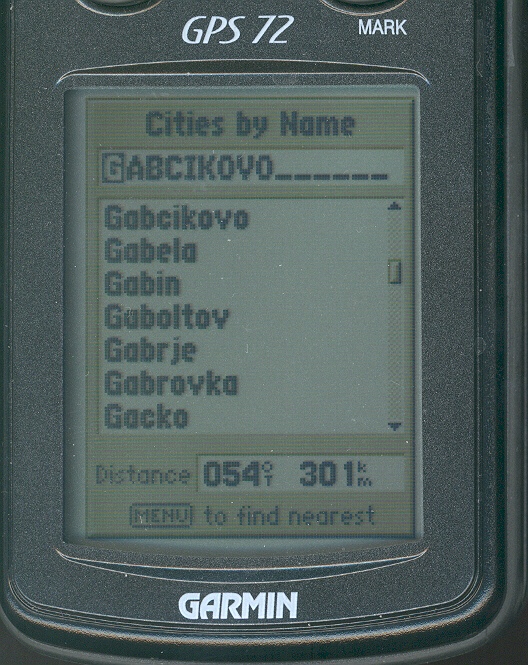 GPS 72
MARK
Cities by Name
GABCIKOVO______
Gabcikovo
Gabela
Gabin
Gaboltov
Gabrje
Gabrovka
Gacko
Distance 054°T 301km
MENU to find nearest
GARMIN